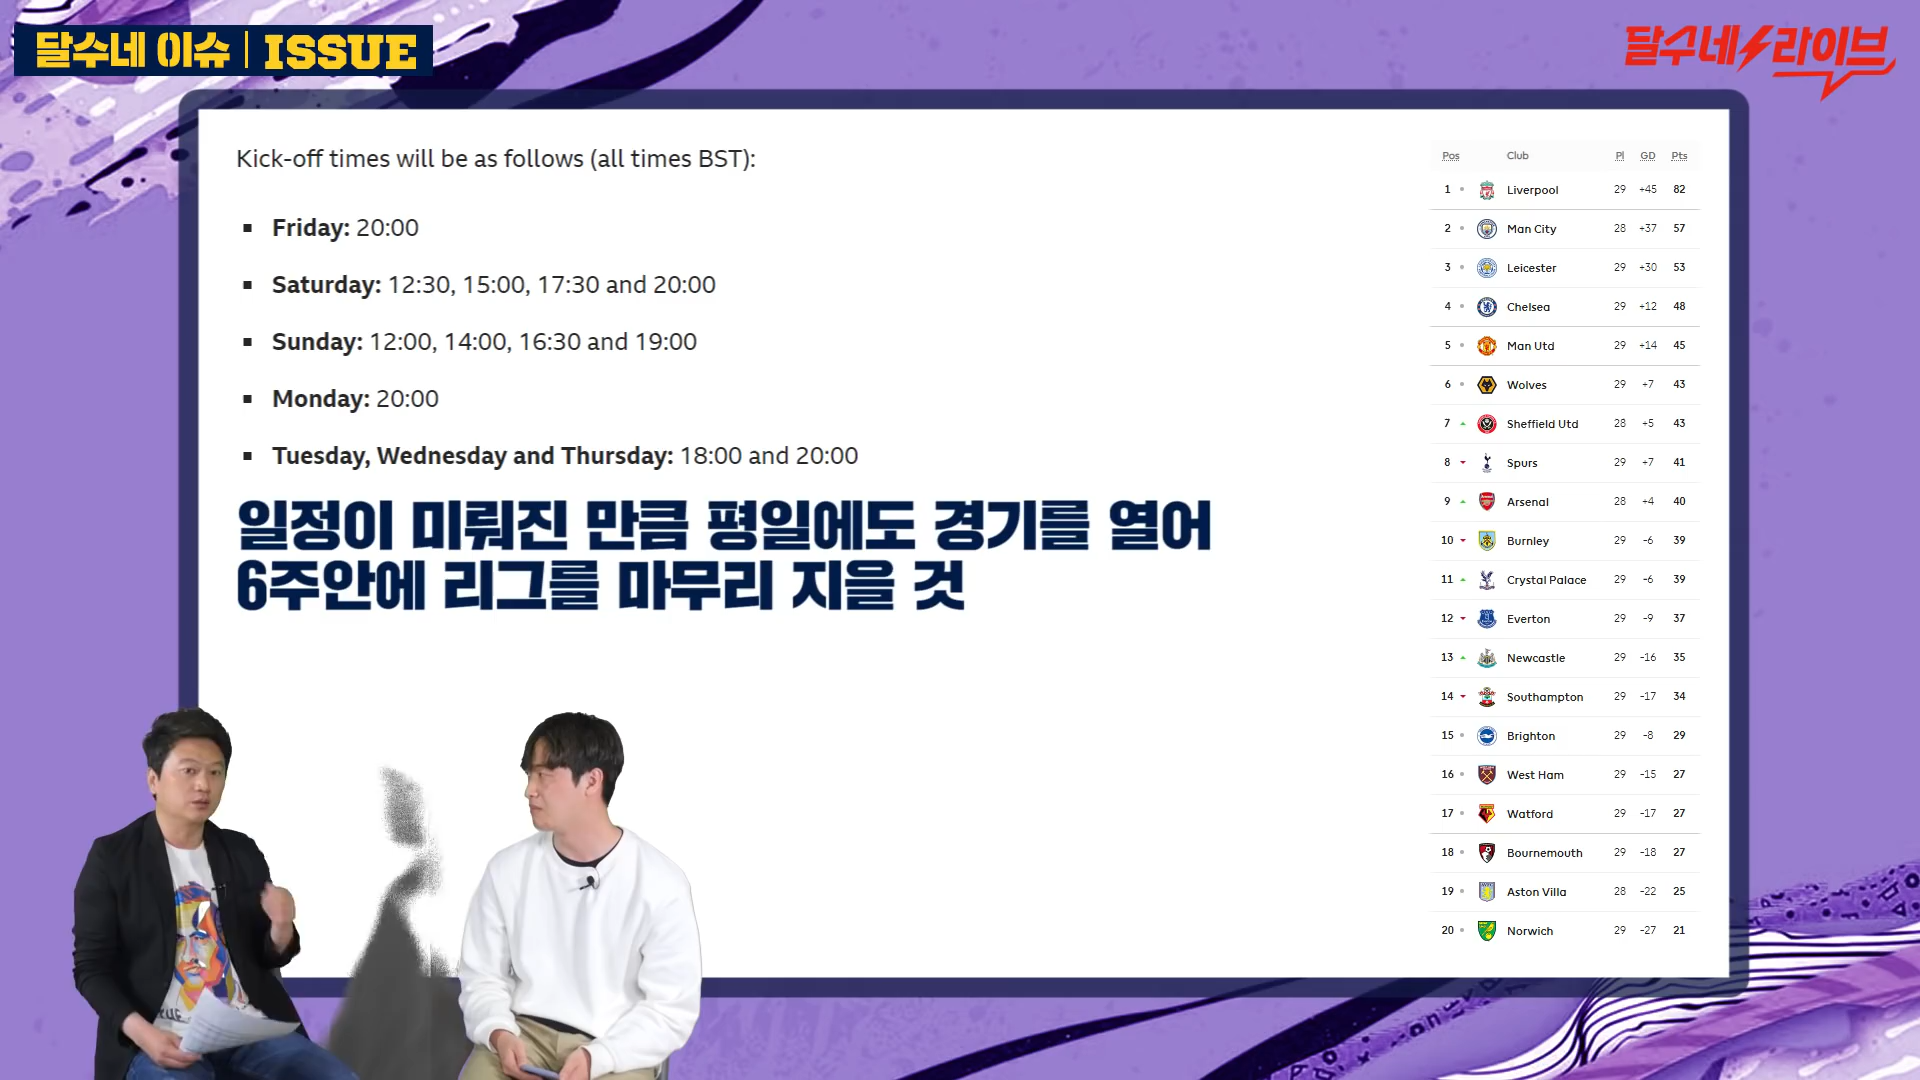 달수네 이슈 | ISSUE
달수네 라이브
Kick-off times will be as follows (all times BST):
▪ Friday: 20:00
▪ Saturday: 12:30, 15:00, 17:30 and 20:00
▪ Sunday: 12:00, 14:00, 16:30 and 19:00
▪ Monday: 20:00
▪ Tuesday, Wednesday and Thursday: 18:00 and 20:00
일정이 미뤄진 만큼 평일에도 경기를 열어
6주안에 리그를 마무리 지을 것
Pos Club Pl GD Pts
1 Liverpool 29 +45 82
2 Man City 28 +37 57
3 Leicester 29 +30 53
4 Chelsea 29 +12 48
5 Man Utd 29 +14 45
6 Wolves 29 +7 43
7 Sheffield Utd 28 +5 43
8 Spurs 29 +7 41
9 Arsenal 28 +4 40
10 Burnley 29 -6 39
11 Crystal Palace 29 -6 39
12 Everton 29 -9 37
13 Newcastle 29 -16 35
14 Southampton 29 -17 34
15 Brighton 29 -8 29
16 West Ham 29 -15 27
17 Watford 29 -17 27
18 Bournemouth 29 -18 27
19 Aston Villa 28 -22 25
20 Norwich 29 -27 21